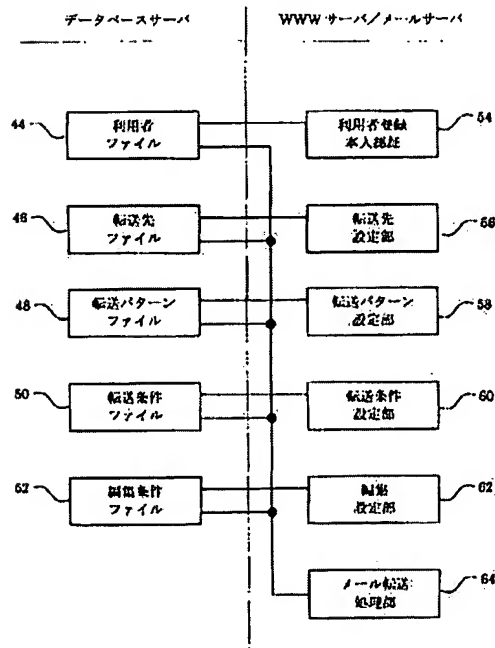 データベースサーバ
WWWサーバ/メールサーバ
44
利用者
ファイル
利用者登録
本人認証
54
46
転送先
ファイル
転送先
設定部
56
48
転送パターン
ファイル
転送パターン
設定部
58
50
転送条件
ファイル
転送条件
設定部
60
52
編集条件
ファイル
編集
設定部
62
メール転送
処理部
64